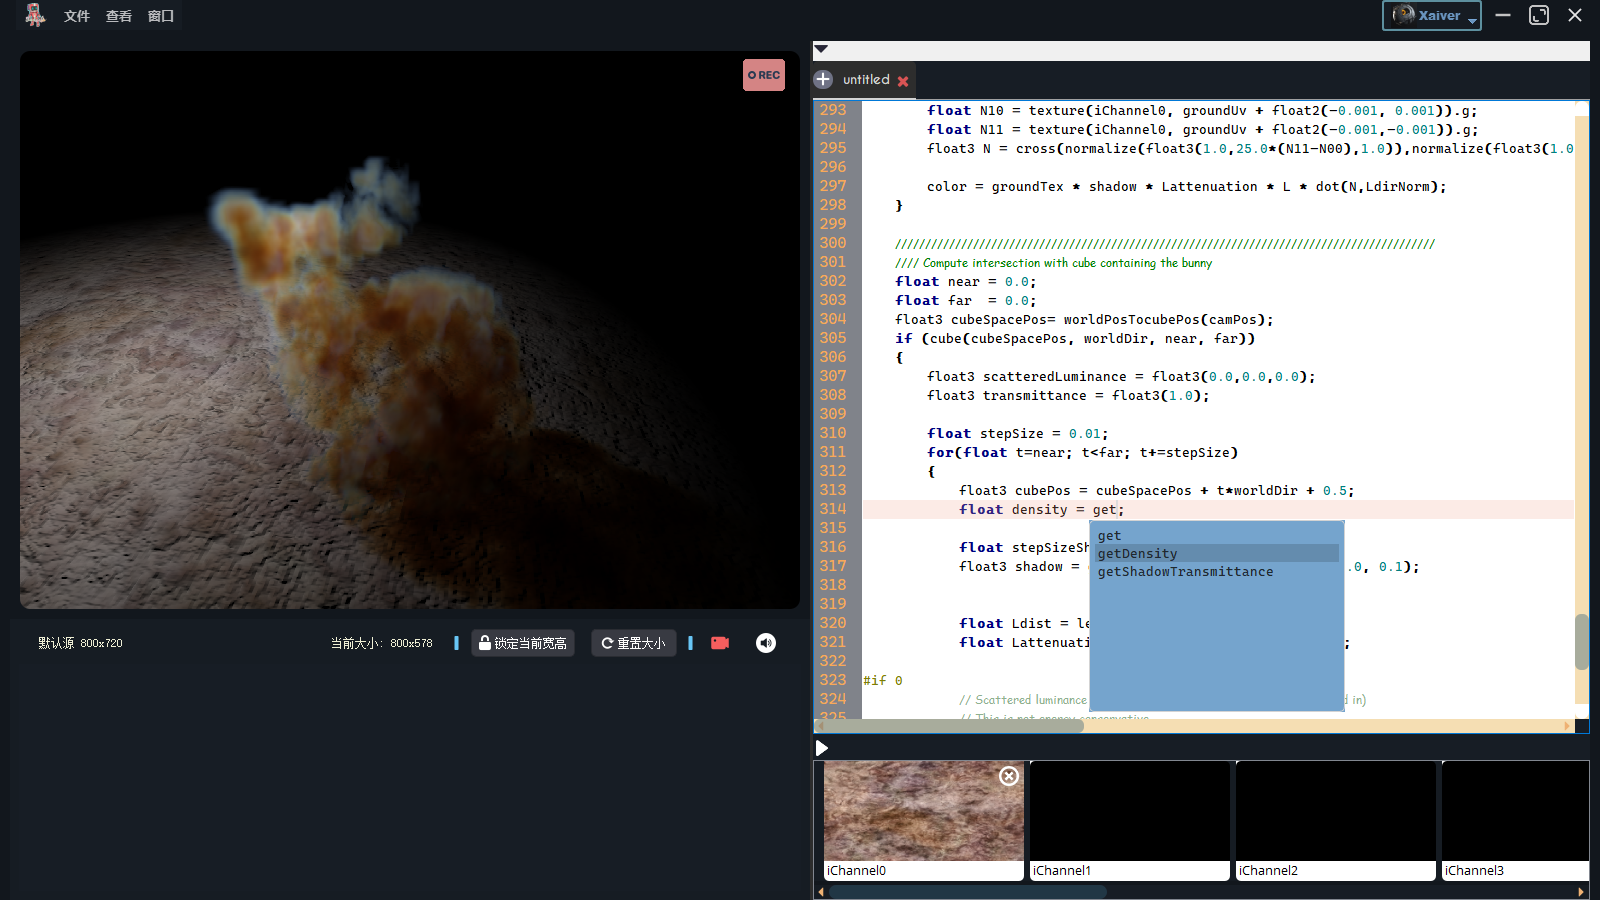 文件 查看 窗口
Xaiver
REC
untitled
293 float N10 = texture(iChannel0, groundUv + float2(-0.001, 0.001)).g;
294 float N11 = texture(iChannel0, groundUv + float2(-0.001,-0.001)).g;
295 float3 N = cross(normalize(float3(1.0,25.0*(N11-N00),1.0)),normalize(float3(1.0
296
297 color = groundTex * shadow * Lattenuation * L * dot(N,LdirNorm);
298 }
299
300 //////////////////////////////////////////////////////////////////////////////////////////
301 //// Compute intersection with cube containing the bunny
302 float near = 0.0;
303 float far  = 0.0;
304 float3 cubeSpacePos= worldPosTocubePos(camPos);
305 if (cube(cubeSpacePos, worldDir, near, far))
306 {
307 float3 scatteredLuminance = float3(0.0,0.0,0.0);
308 float3 transmittance = float3(1.0);
309
310 float stepSize = 0.01;
311 for(float t=near; t<far; t+=stepSize)
312 {
313 float3 cubePos = cubeSpacePos + t*worldDir + 0.5;
314 float density = get;
315
get
getDensity
getShadowTransmittance
316 float stepSizeSh
317 float3 shadow = .0, 0.1);
318
319
320 float Ldist = le
321 float Lattenuati ;
322
323 #if 0
324 // Scattered luminance d in)
325 // This is not energy conservative
默认源 800x720
当前大小: 800x578
锁定当前宽高
重置大小
iChannel0
iChannel1
iChannel2
iChannel3